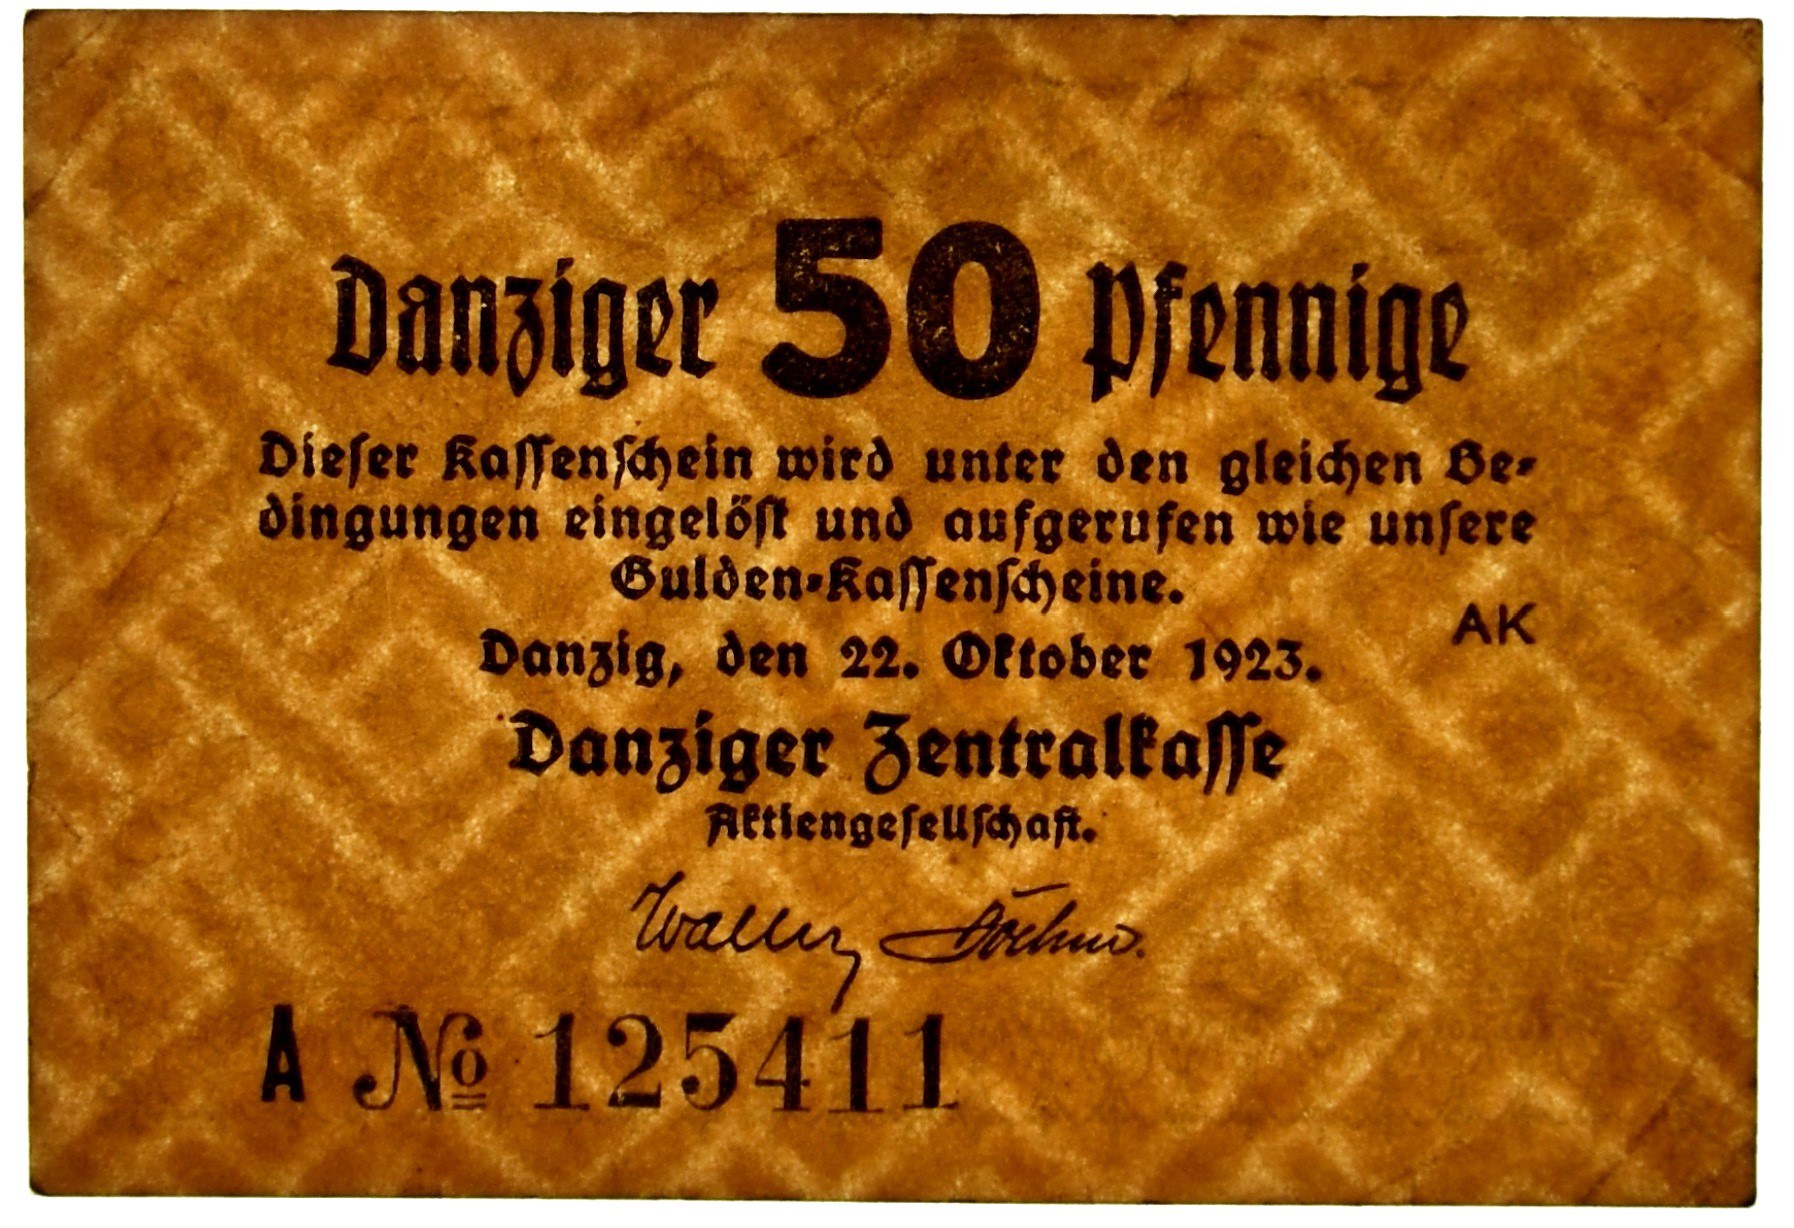 Danziger 50 Pfennige
Dieser Kassenschein wird unter den gleichen Be-
dingungen eingelöst und aufgerufen wie unsere
Gulden-Kassenscheine.
AK
Danzig, den 22. Oktober 1923.
Danziger Zentralkasse
Aktiengesellschaft.
A № 125411